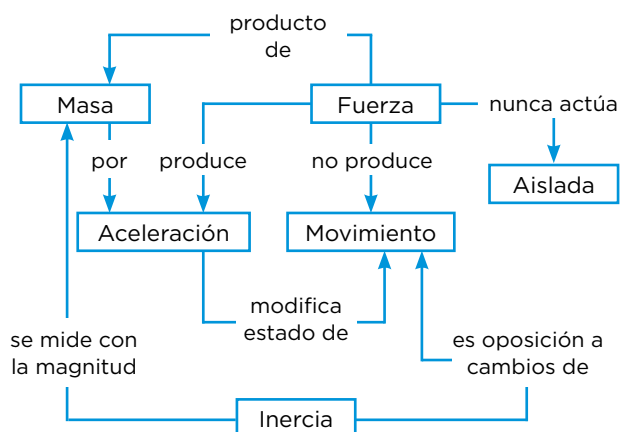 producto
de
Masa
Fuerza
nunca actúa
por
produce
no produce
Aislada
Aceleración
Movimiento
modifica
estado de
se mide con
la magnitud
es oposición a
cambios de
Inercia